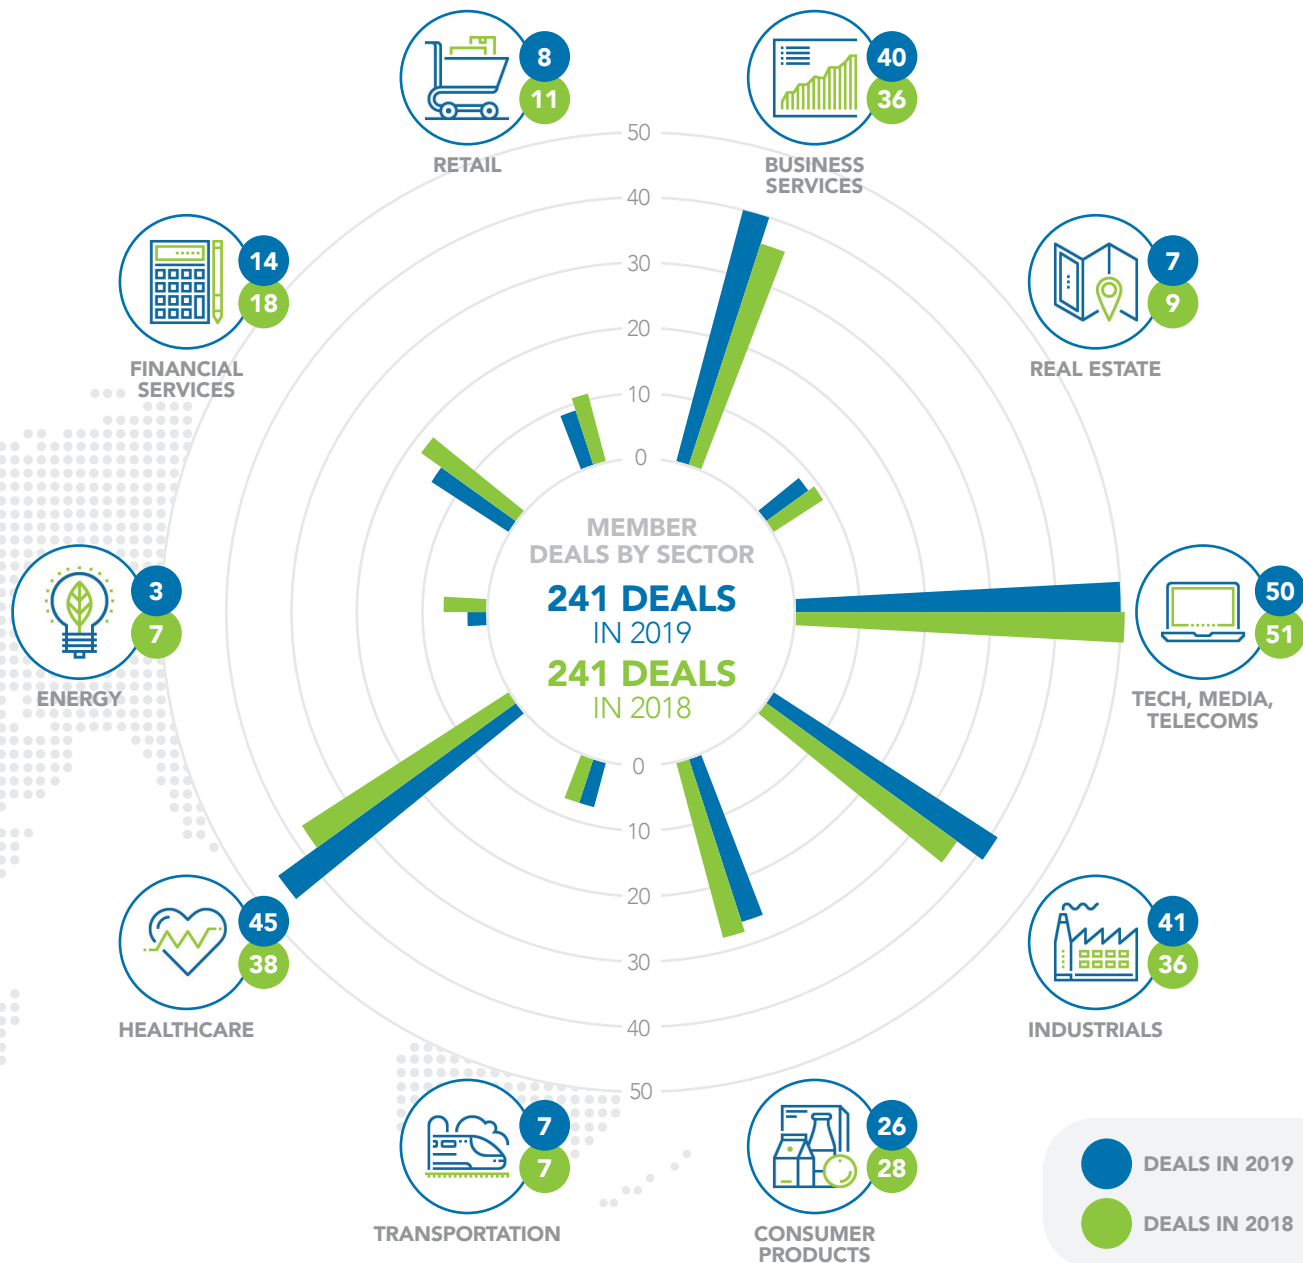 8
11
RETAIL
40
36
BUSINESS
SERVICES
14
18
FINANCIAL
SERVICES
7
9
REAL ESTATE
50
40
30
20
10
0
MEMBER
DEALS BY SECTOR
241 DEALS
IN 2019
241 DEALS
IN 2018
3
7
ENERGY
50
51
TECH, MEDIA,
TELECOMS
0
10
20
30
40
50
45
38
HEALTHCARE
41
36
INDUSTRIALS
7
7
TRANSPORTATION
26
28
CONSUMER
PRODUCTS
DEALS IN 2019
DEALS IN 2018